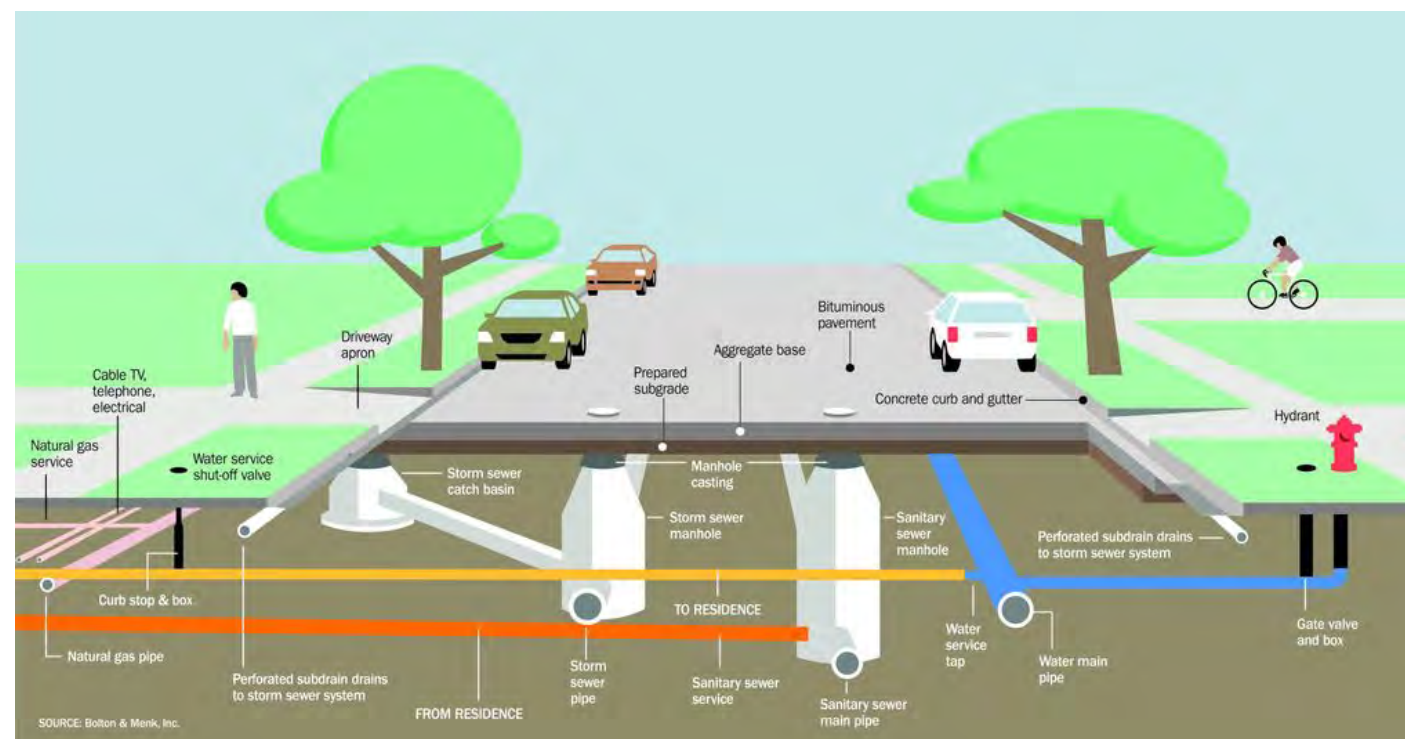 Bituminous
pavement
Driveway
apron
Aggregate base
Prepared
subgrade
Cable TV,
telephone,
electrical
Concrete curb and gutter
Hydrant
Natural gas
service
Water service
shut-off valve
Storm sewer
catch basin
Manhole
casting
Storm sewer
manhole
Sanitary
sewer
manhole
Perforated subdrain drains
to storm sewer system
Curb stop & box
TO RESIDENCE
Water
service
tap
Gate valve
and box
Natural gas pipe
Perforated subdrain drains
to storm sewer system
Storm
sewer
pipe
Sanitary sewer
service
Water main
pipe
Sanitary sewer
main pipe
FROM RESIDENCE
SOURCE: Bolton & Menk, Inc.